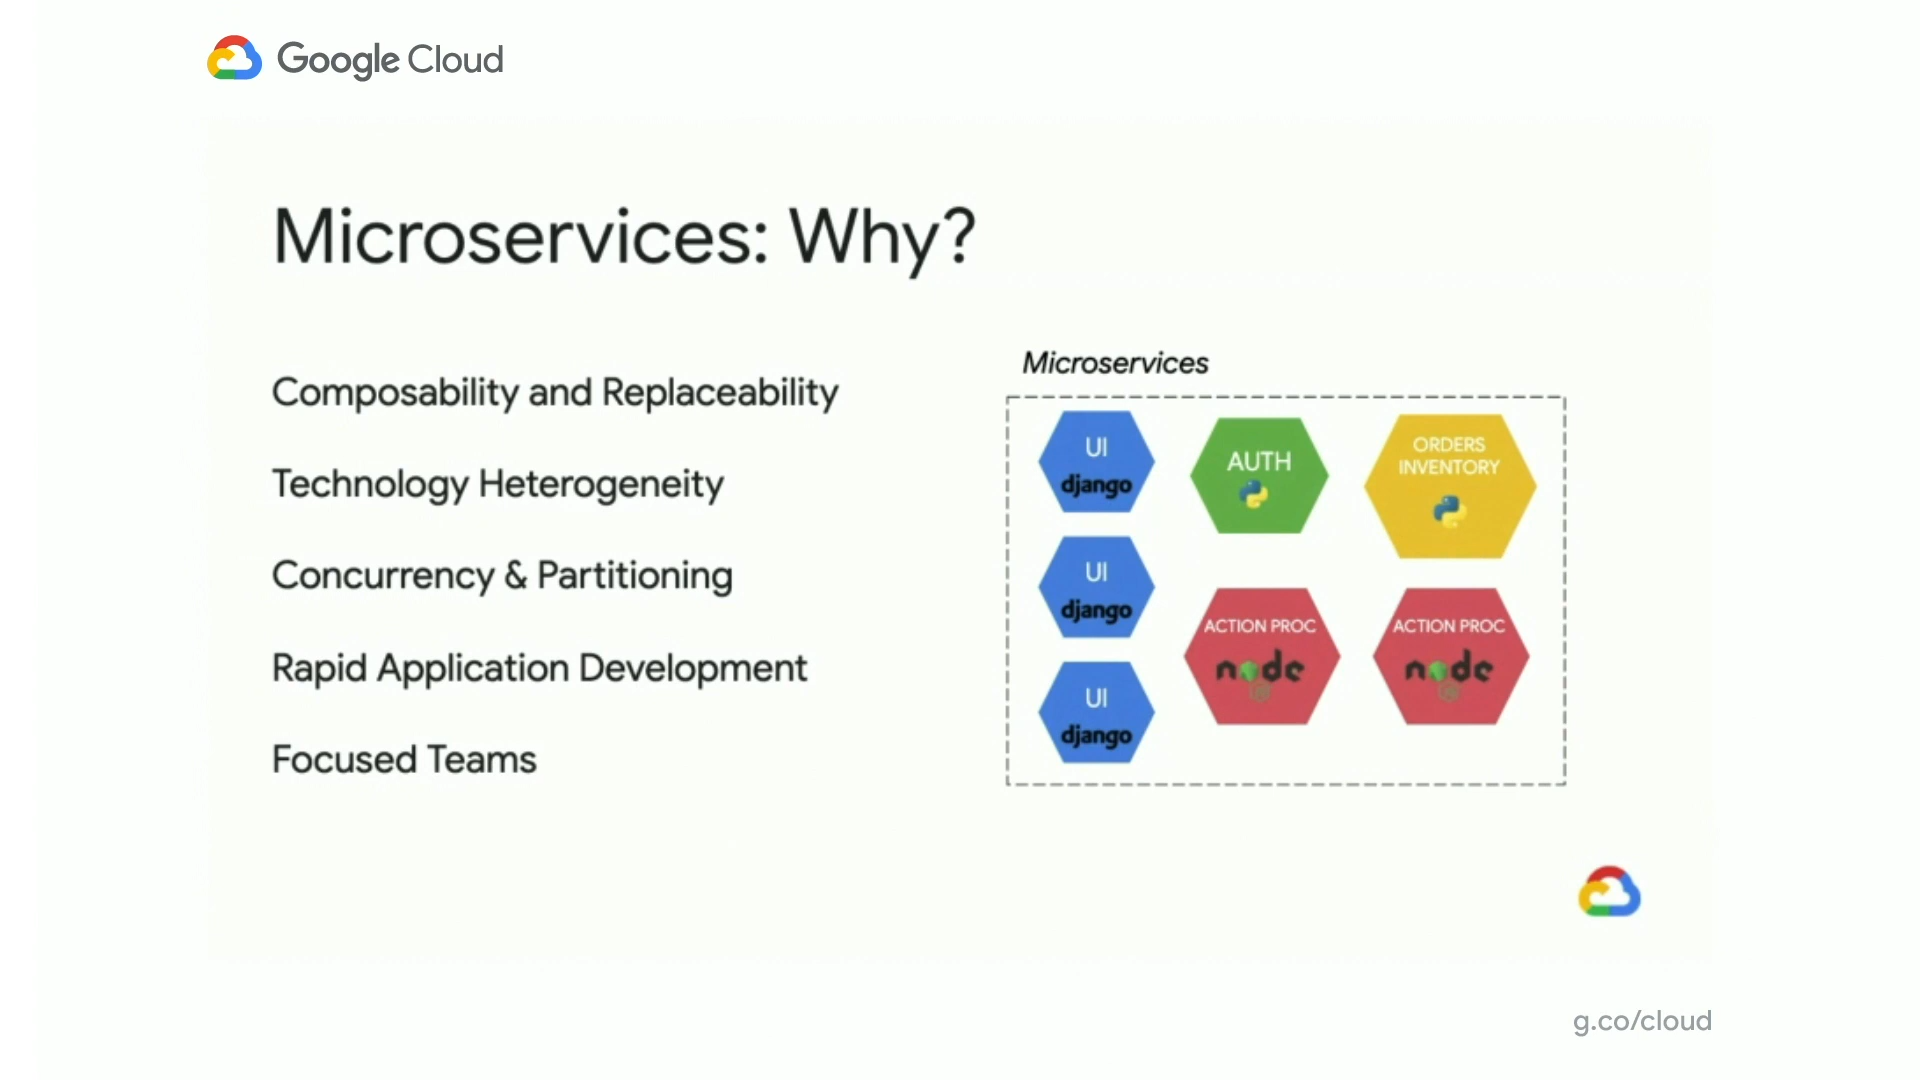 Google Cloud
Microservices: Why?
Composability and Replaceability
Technology Heterogeneity
Concurrency & Partitioning
Rapid Application Development
Focused Teams
Microservices
UI
django
UI
django
UI
django
AUTH
ORDERS
INVENTORY
ACTION PROC
node
ACTION PROC
node
g.co/cloud